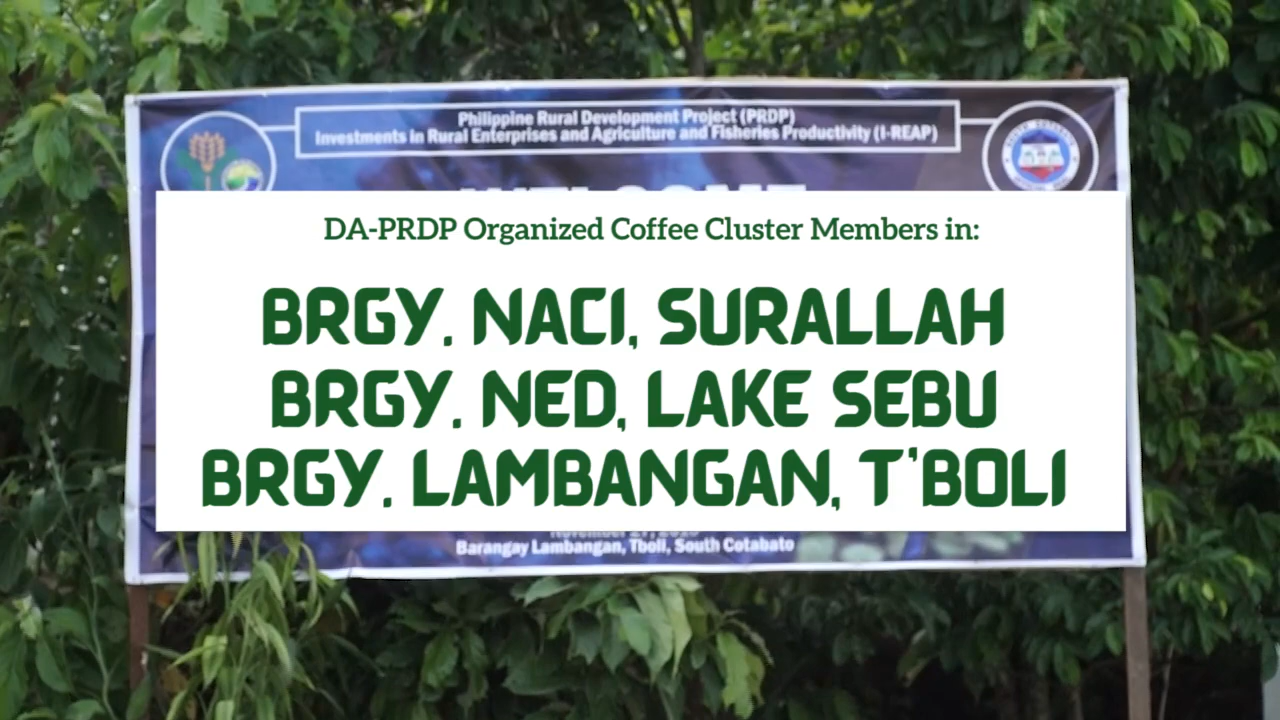 Philippine Rural Development Project (PRDP)
Investments in Rural Enterprises and Agriculture and Fisheries Productivity (I-REAP)
DA-PRDP Organized Coffee Cluster Members in:
BRGY. NACI, SURALLAH
BRGY. NED, LAKE SEBU
BRGY. LAMBANGAN, T'BOLI
Barangay Lambangan, Tboli, South Cotabato